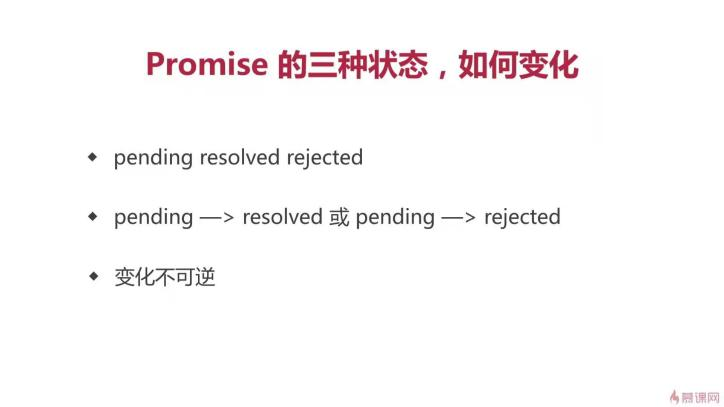 Promise 的三种状态，如何变化
pending resolved rejected
pending —> resolved 或 pending —> rejected
变化不可逆
慕课网